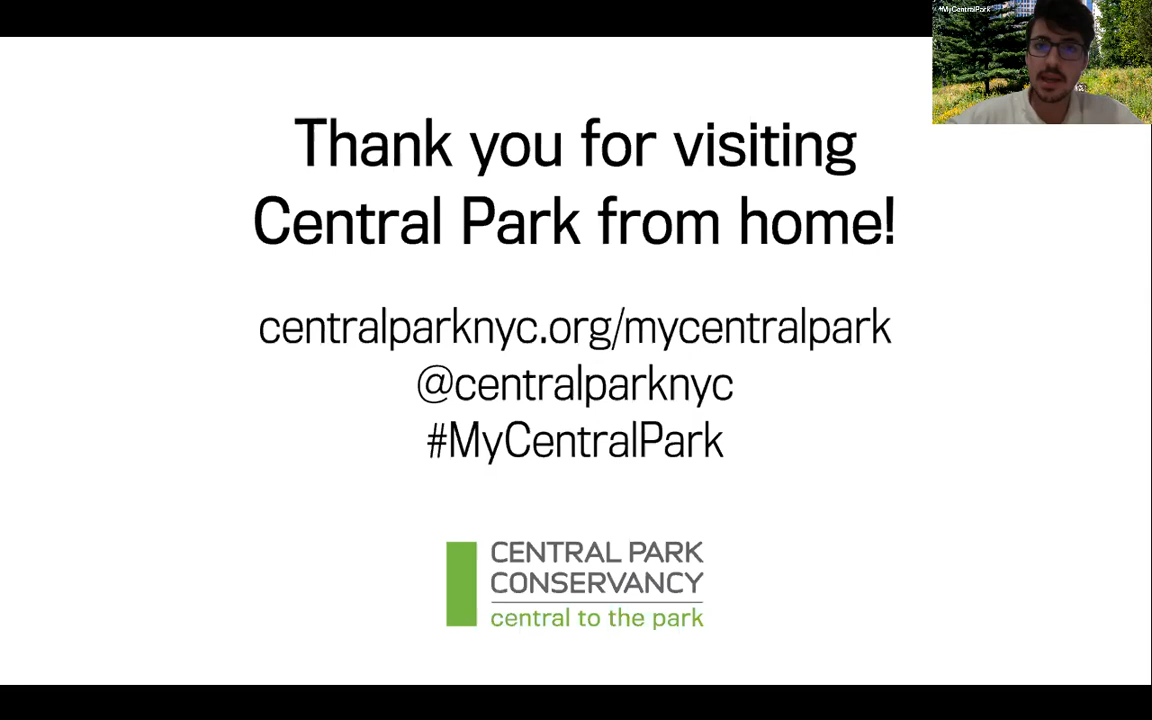 #MyCentralPark
Thank you for visiting
Central Park from home!
centralparknyc.org/mycentralpark
@centralparknyc
#MyCentralPark
CENTRAL PARK
CONSERVANCY
central to the park